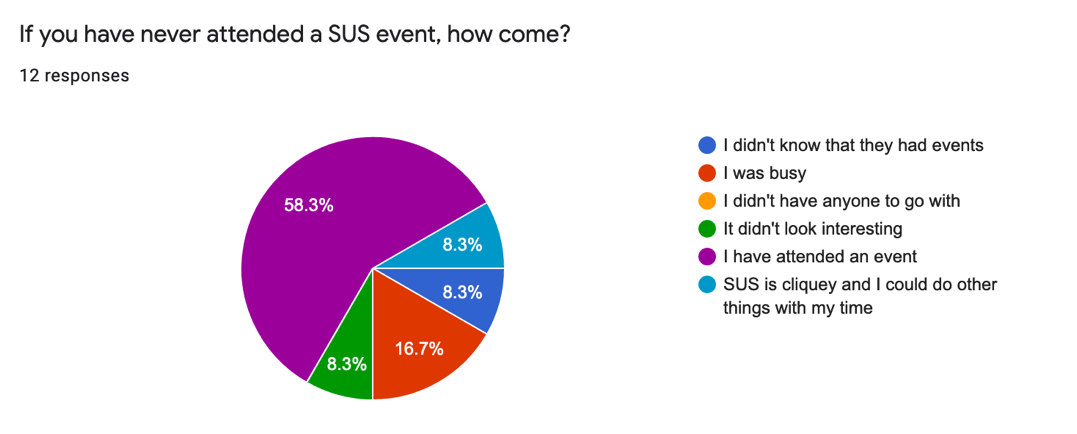 If you have never attended a SUS event, how come?
12 responses
58.3%
8.3%
8.3%
16.7%
8.3%
I didn't know that they had events
I was busy
I didn't have anyone to go with
It didn't look interesting
I have attended an event
SUS is cliquey and I could do other
things with my time